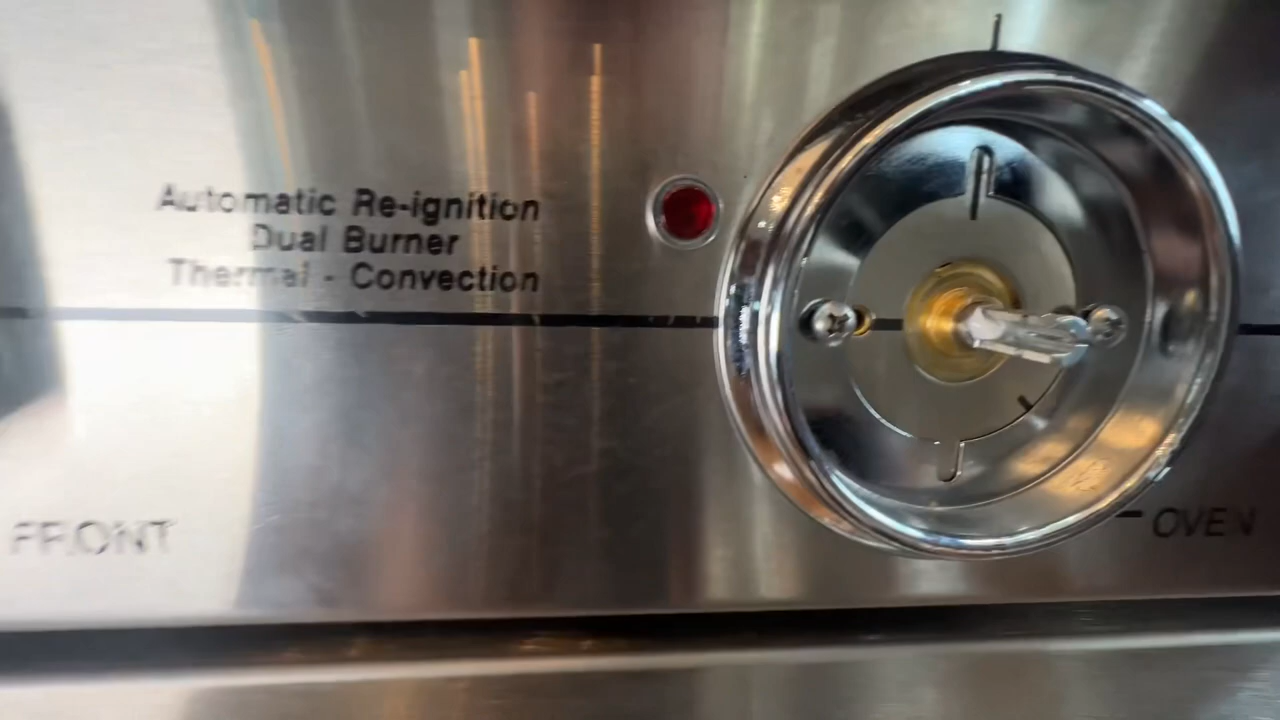 Automatic Re-ignition
Dual Burner
Thermal - Convection
FRONT
OVEN